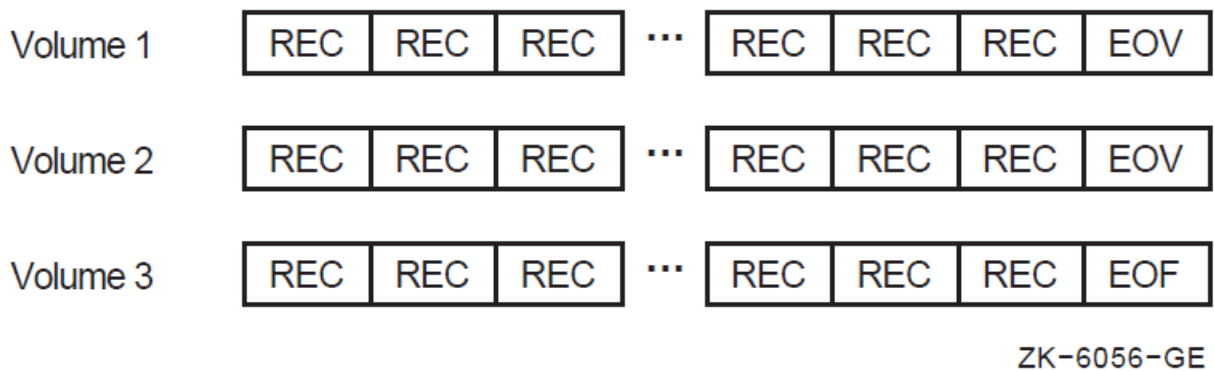 Volume 1 REC REC REC ... REC REC REC EOV
Volume 2 REC REC REC ... REC REC REC EOV
Volume 3 REC REC REC ... REC REC REC EOF
ZK-6056-GE